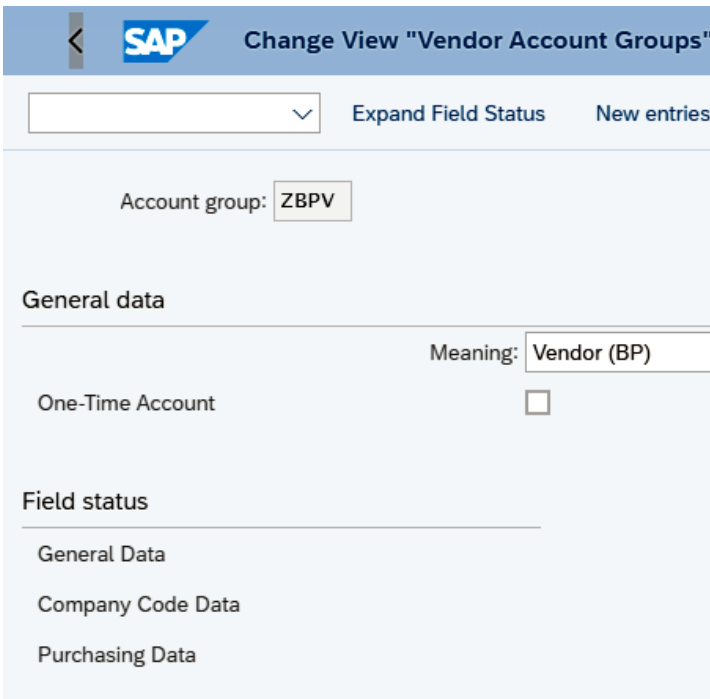 SAP Change View "Vendor Account Groups"
Expand Field Status New entries
Account group: ZBPV
General data
Meaning: Vendor (BP)
One-Time Account
Field status
General Data
Company Code Data
Purchasing Data